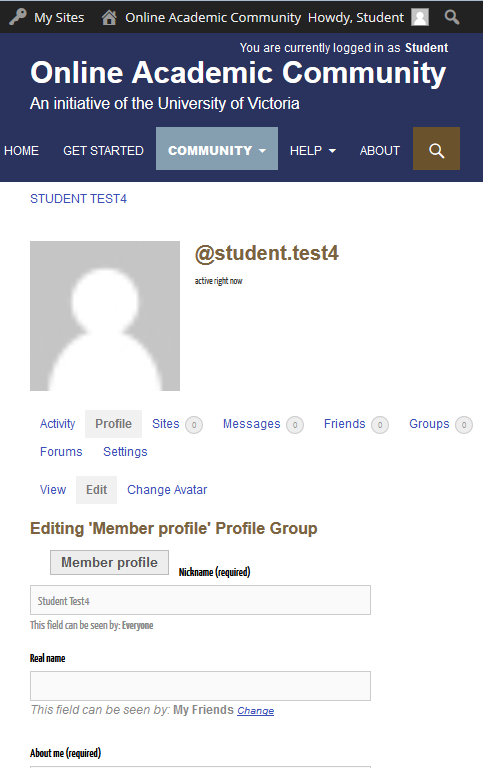 My Sites Online Academic Community Howdy, Student
You are currently logged in as Student
Online Academic Community
An initiative of the University of Victoria
HOME GET STARTED COMMUNITY HELP ABOUT
STUDENT TEST4
@student.test4
active right now
Activity Profile Sites 0 Messages 0 Friends 0 Groups 0
Forums Settings
View Edit Change Avatar
Editing 'Member profile' Profile Group
Member profile Nickname (required)
Student Test4
This field can be seen by: Everyone
Real name
This field can be seen by: My Friends Change
About me (required)